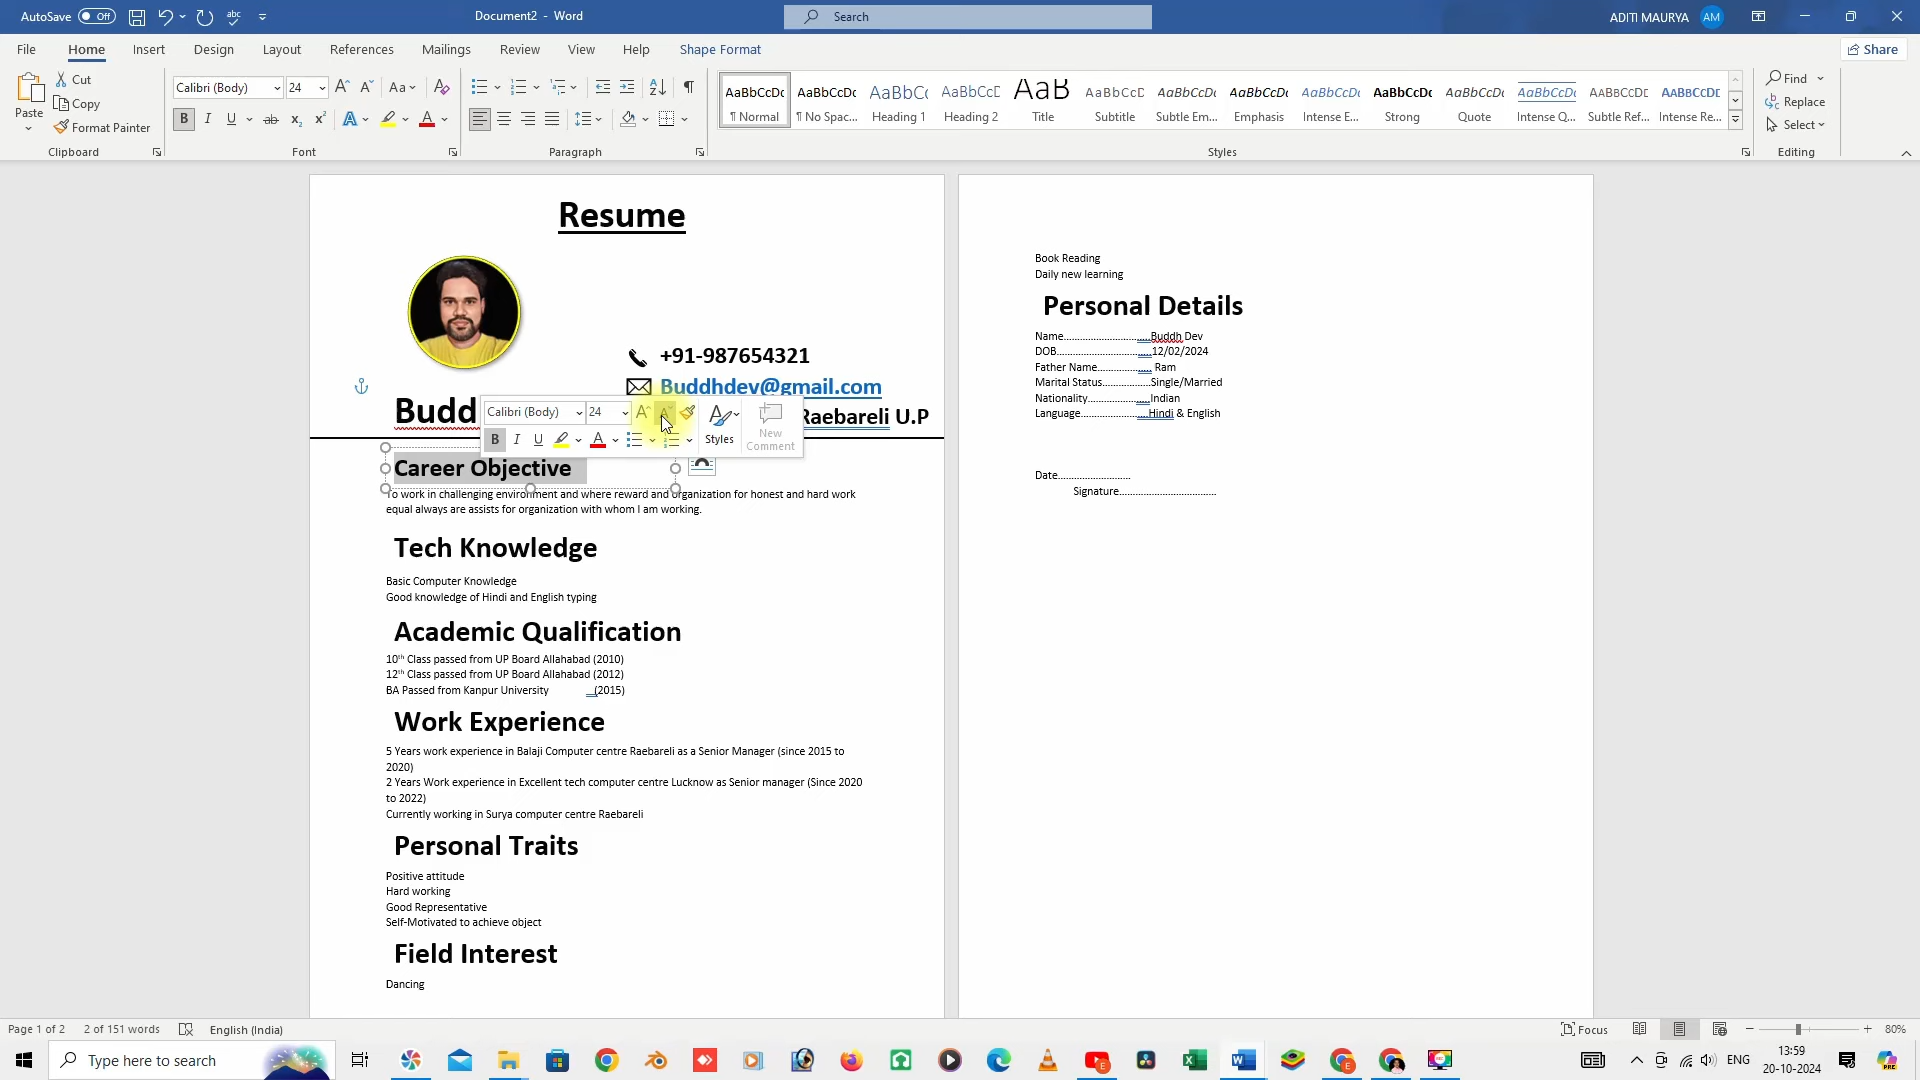 AutoSave Off
Document2 - Word
Search
ADITI MAURYA AM
File Home Insert Design Layout References Mailings Review View Help Shape Format
Share
Paste
Cut
Copy
Format Painter
Clipboard
Calibri (Body) 24
Font
Paragraph
AaBbCcDc AaBbCcDc AaBbCc AaBbCcD AaB AaBbCcD AaBbCcDc AaBbCcDc AaBbCcDc AaBbCcDc AaBbCcDc AaBbCcDc AaBbCcDc AaBbCcDc
¶ Normal ¶ No Spac... Heading 1 Heading 2 Title Subtitle Subtle Em... Emphasis Intense E... Strong Quote Intense Q... Subtle Ref... Intense Re...
Styles
Find
Replace
Select
Editing
Resume
+91-987654321
Buddhdev@gmail.com
Budd
Raebareli U.P
Calibri (Body) 24
Styles
New Comment
Career Objective
To work in challenging environment and where reward and organization for honest and hard work
equal always are assists for organization with whom I am working.
Tech Knowledge
Basic Computer Knowledge
Good knowledge of Hindi and English typing
Academic Qualification
10th Class passed from UP Board Allahabad (2010)
12th Class passed from UP Board Allahabad (2012)
BA Passed from Kanpur University (2015)
Work Experience
5 Years work experience in Balaji Computer centre Raebareli as a Senior Manager (since 2015 to
2020)
2 Years Work experience in Excellent tech computer centre Lucknow as Senior manager (Since 2020
to 2022)
Currently working in Surya computer centre Raebareli
Personal Traits
Positive attitude
Hard working
Good Representative
Self-Motivated to achieve object
Field Interest
Dancing
Book Reading
Daily new learning
Personal Details
Name..............................Buddh Dev
DOB.................................12/02/2024
Father Name................... Ram
Marital Status.................Single/Married
Nationality.....................Indian
Language........................Hindi & English
Date..........................
Signature..................................
Page 1 of 2 2 of 151 words English (India)
Focus
80%
Type here to search
ENG
13:59
20-10-2024